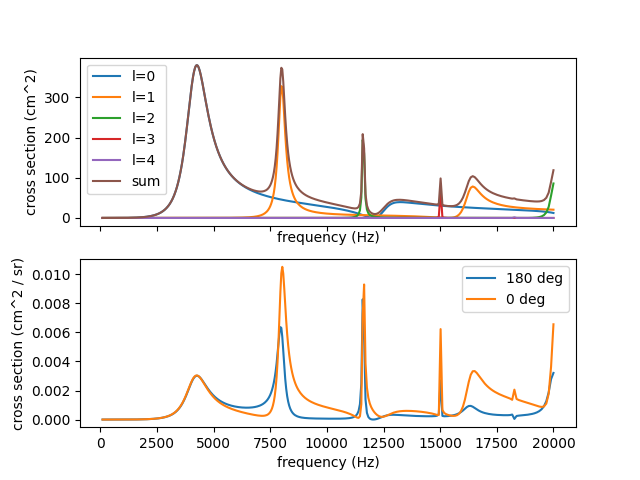 cross section (cm^2)
300
200
100
0
l=0
l=1
l=2
l=3
l=4
sum
frequency (Hz)
cross section (cm^2 / sr)
0.010
0.008
0.006
0.004
0.002
0.000
180 deg
0 deg
0 2500 5000 7500 10000 12500 15000 17500 20000
frequency (Hz)